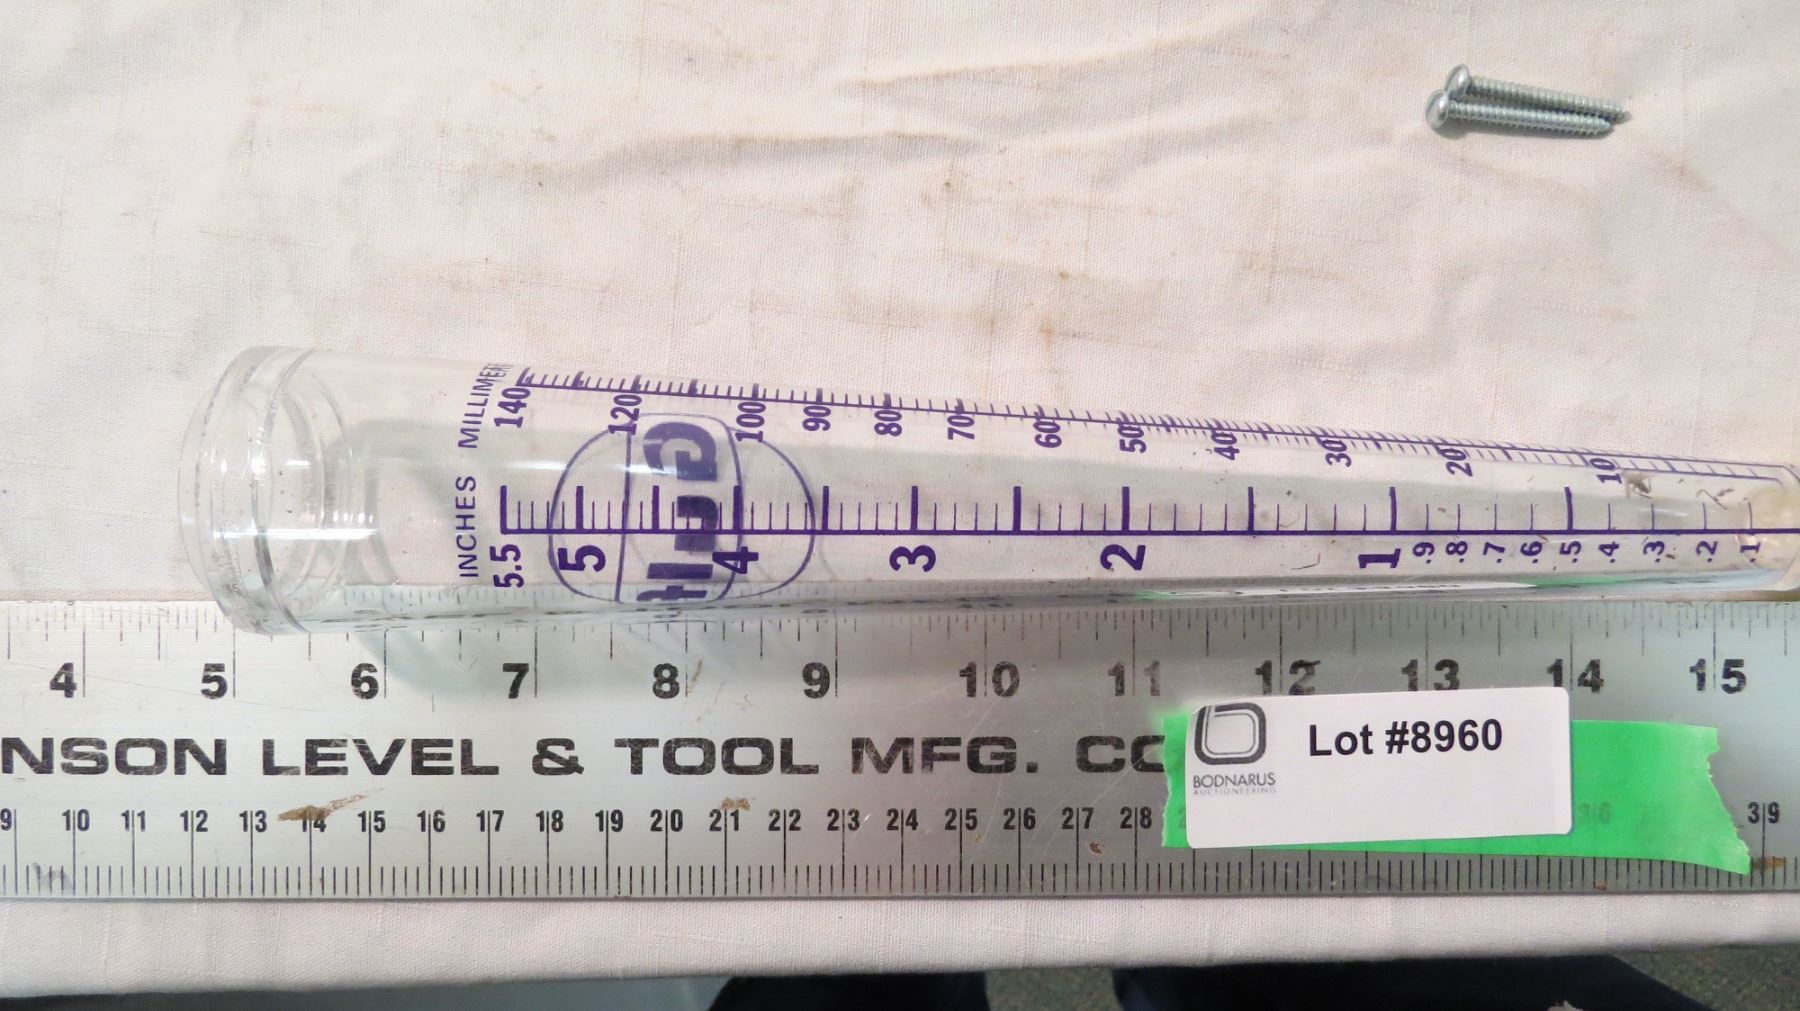 MILLIMETE
140 120 100 90 80 70 60 50 40 30 20 10
INCHES
5.5 5 4 3 2 1 .9 .8 .7 .6 .5 .4 .3 .2 .1
4 5 6 7 8 9 10 11 12 13 14 15
NSON LEVEL & TOOL MFG. CO
Lot #8960
BODNARUS
AUCTIONEERING
9 10 11 12 13 14 15 16 17 18 19 20 21 22 23 24 25 26 27 28 36 39